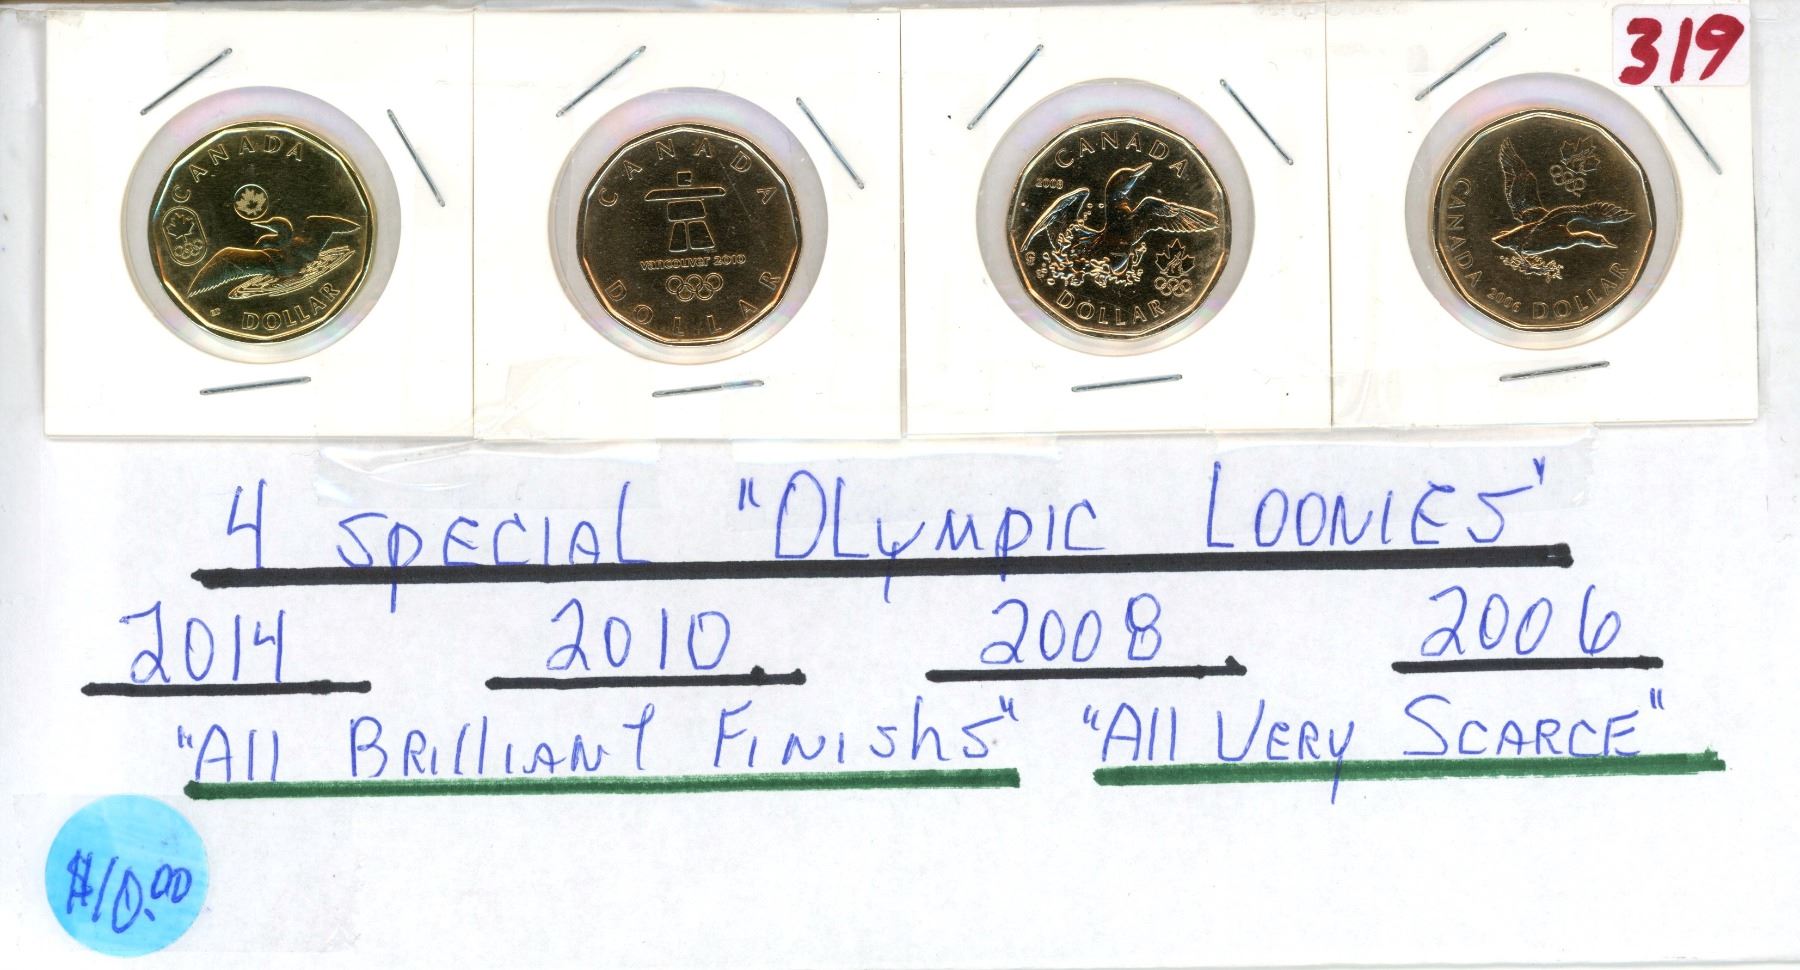 319
CANADA
DOLLAR
CANADA
vancouver 2010
DOLLAR
CANADA
2008
DOLLAR
CANADA 2006 DOLLAR
4 SPECIAL "OLYMPIC LOONIES"
2014 2010 2008 2006
"All BRIllIANT FINIShS" "All VERY SCARCE"
$10.00